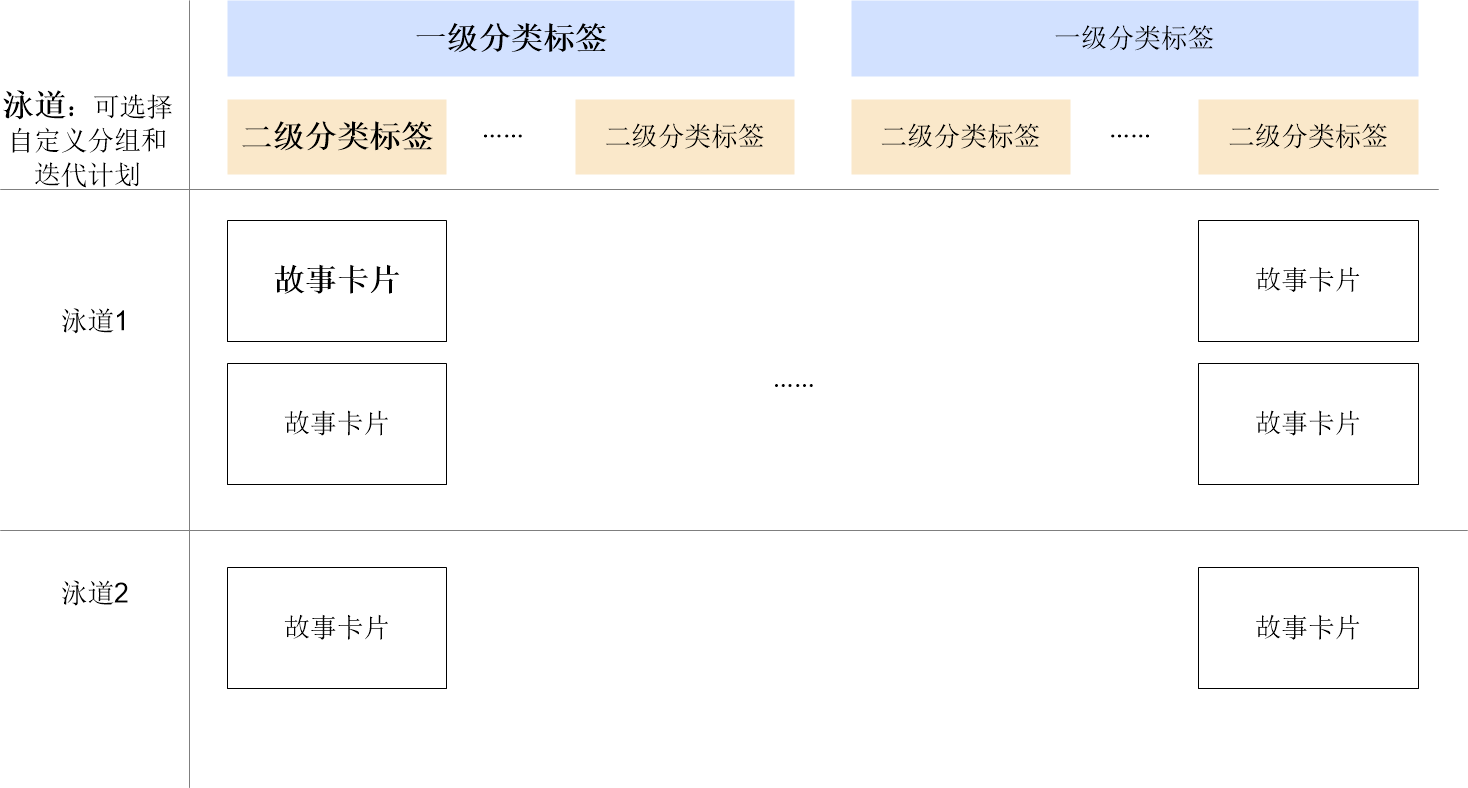 一级分类标签
一级分类标签
泳道：可选择
自定义分组和
迭代计划
二级分类标签
······
二级分类标签
二级分类标签
······
二级分类标签
泳道1
故事卡片
故事卡片
故事卡片
······
故事卡片
泳道2
故事卡片
故事卡片